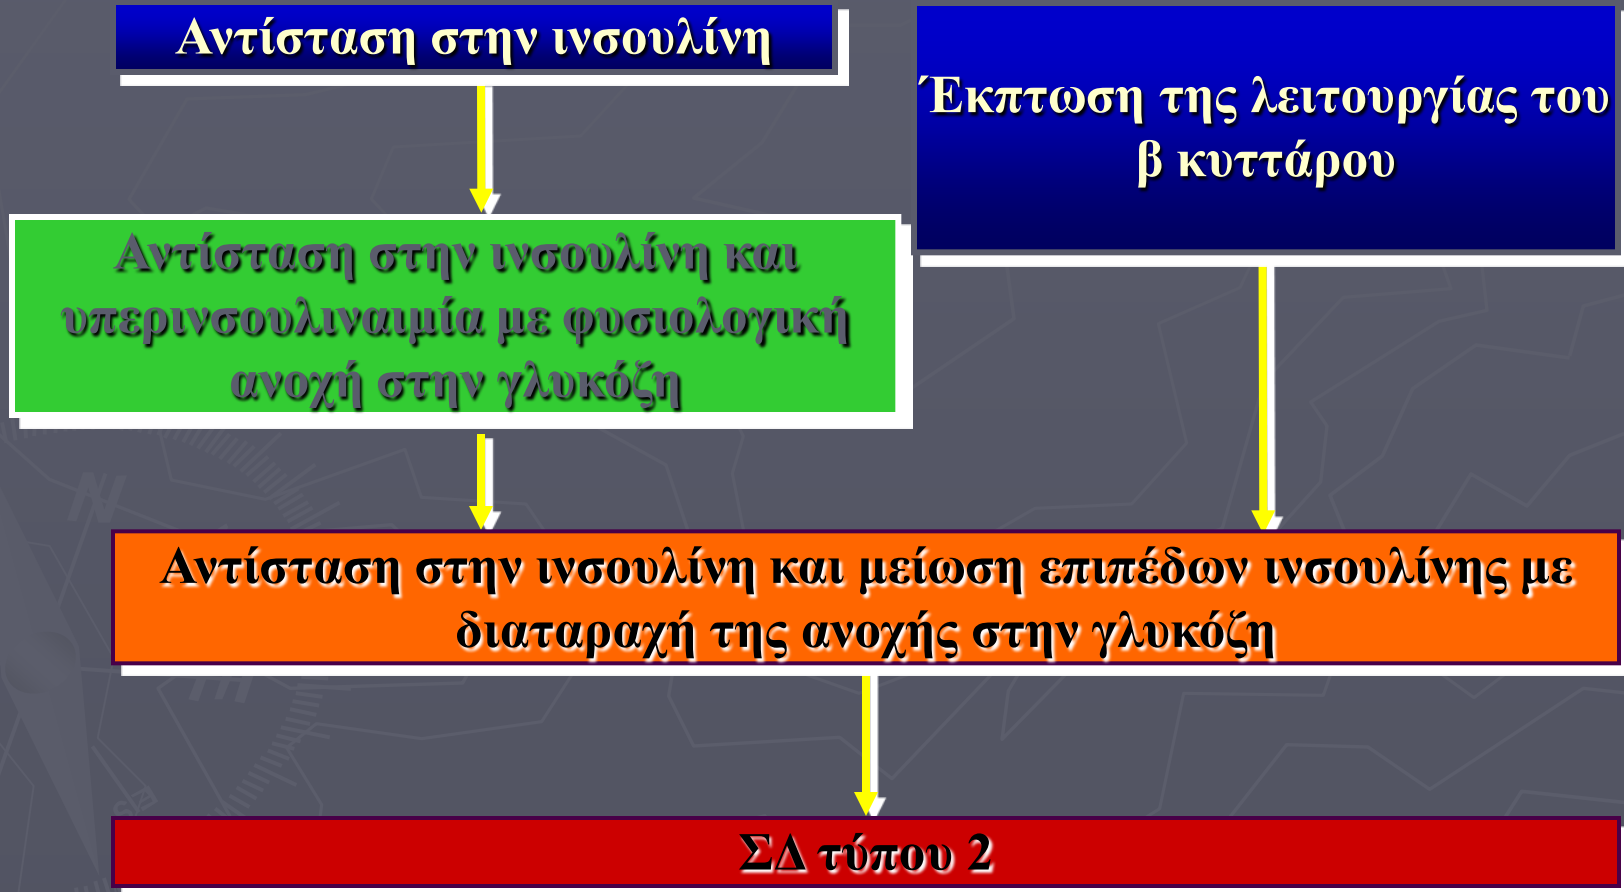 Αντίσταση στην ινσουλίνη
Έκπτωση της λειτουργίας του
β κυττάρου
Αντίσταση στην ινσουλίνη και
υπερινσουλιναιμία με φυσιολογική
ανοχή στην γλυκόζη
Αντίσταση στην ινσουλίνη και μείωση επιπέδων ινσουλίνης με
διαταραχή της ανοχής στην γλυκόζη
ΣΔ τύπου 2
N
E